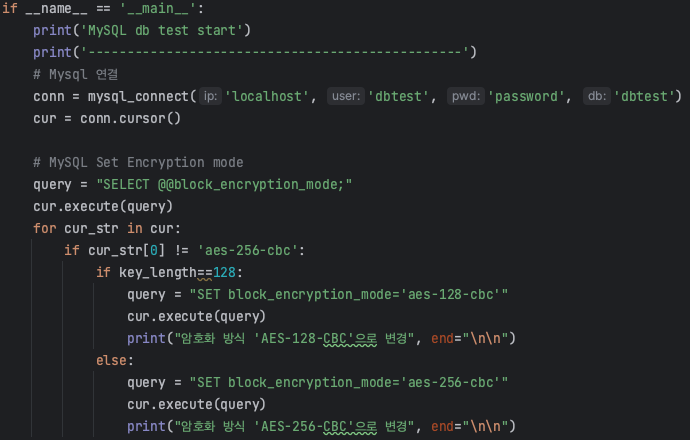 if __name__ == '__main__':
    print('MySQL db test start')
    print('------------------------------------------------')
    # Mysql 연결
    conn = mysql_connect(ip: 'localhost', user: 'dbtest', pwd: 'password', db: 'dbtest')
    cur = conn.cursor()

    # MySQL Set Encryption mode
    query = "SELECT @@block_encryption_mode;"
    cur.execute(query)
    for cur_str in cur:
        if cur_str[0] != 'aes-256-cbc':
            if key_length==128:
                query = "SET block_encryption_mode='aes-128-cbc'"
                cur.execute(query)
                print("암호화 방식 'AES-128-CBC'으로 변경", end="\n\n")
            else:
                query = "SET block_encryption_mode='aes-256-cbc'"
                cur.execute(query)
                print("암호화 방식 'AES-256-CBC'으로 변경", end="\n\n")